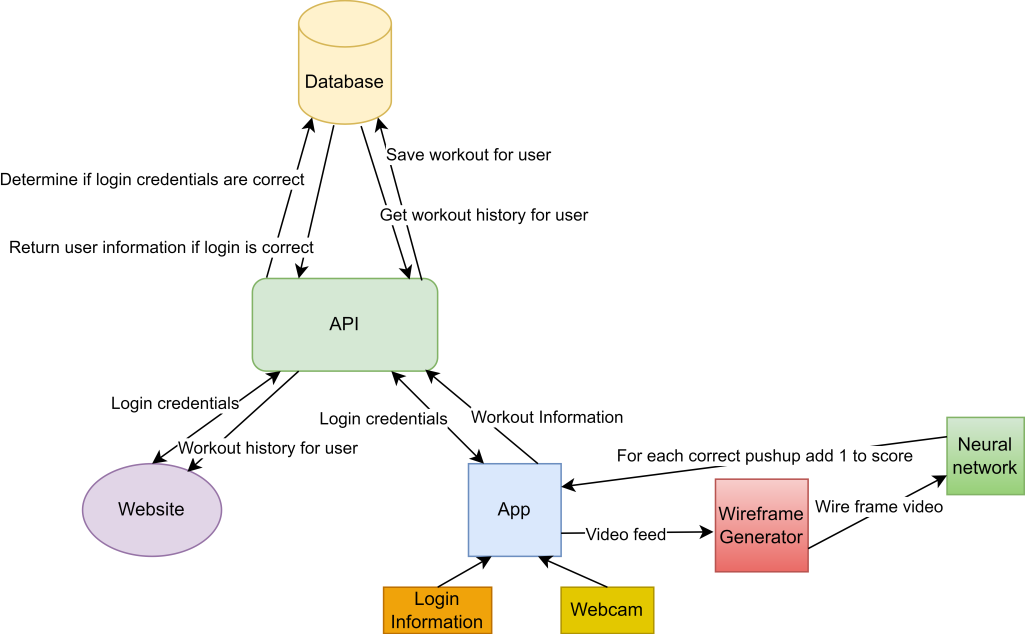 Database
Save workout for user
Determine if login credentials are correct
Get workout history for user
Return user information if login is correct
API
Login credentials
Workout history for user
Login credentials
Workout Information
Website
App
For each correct pushup add 1 to score
Neural
network
Wireframe
Generator
Wire frame video
Video feed
Login
Information
Webcam